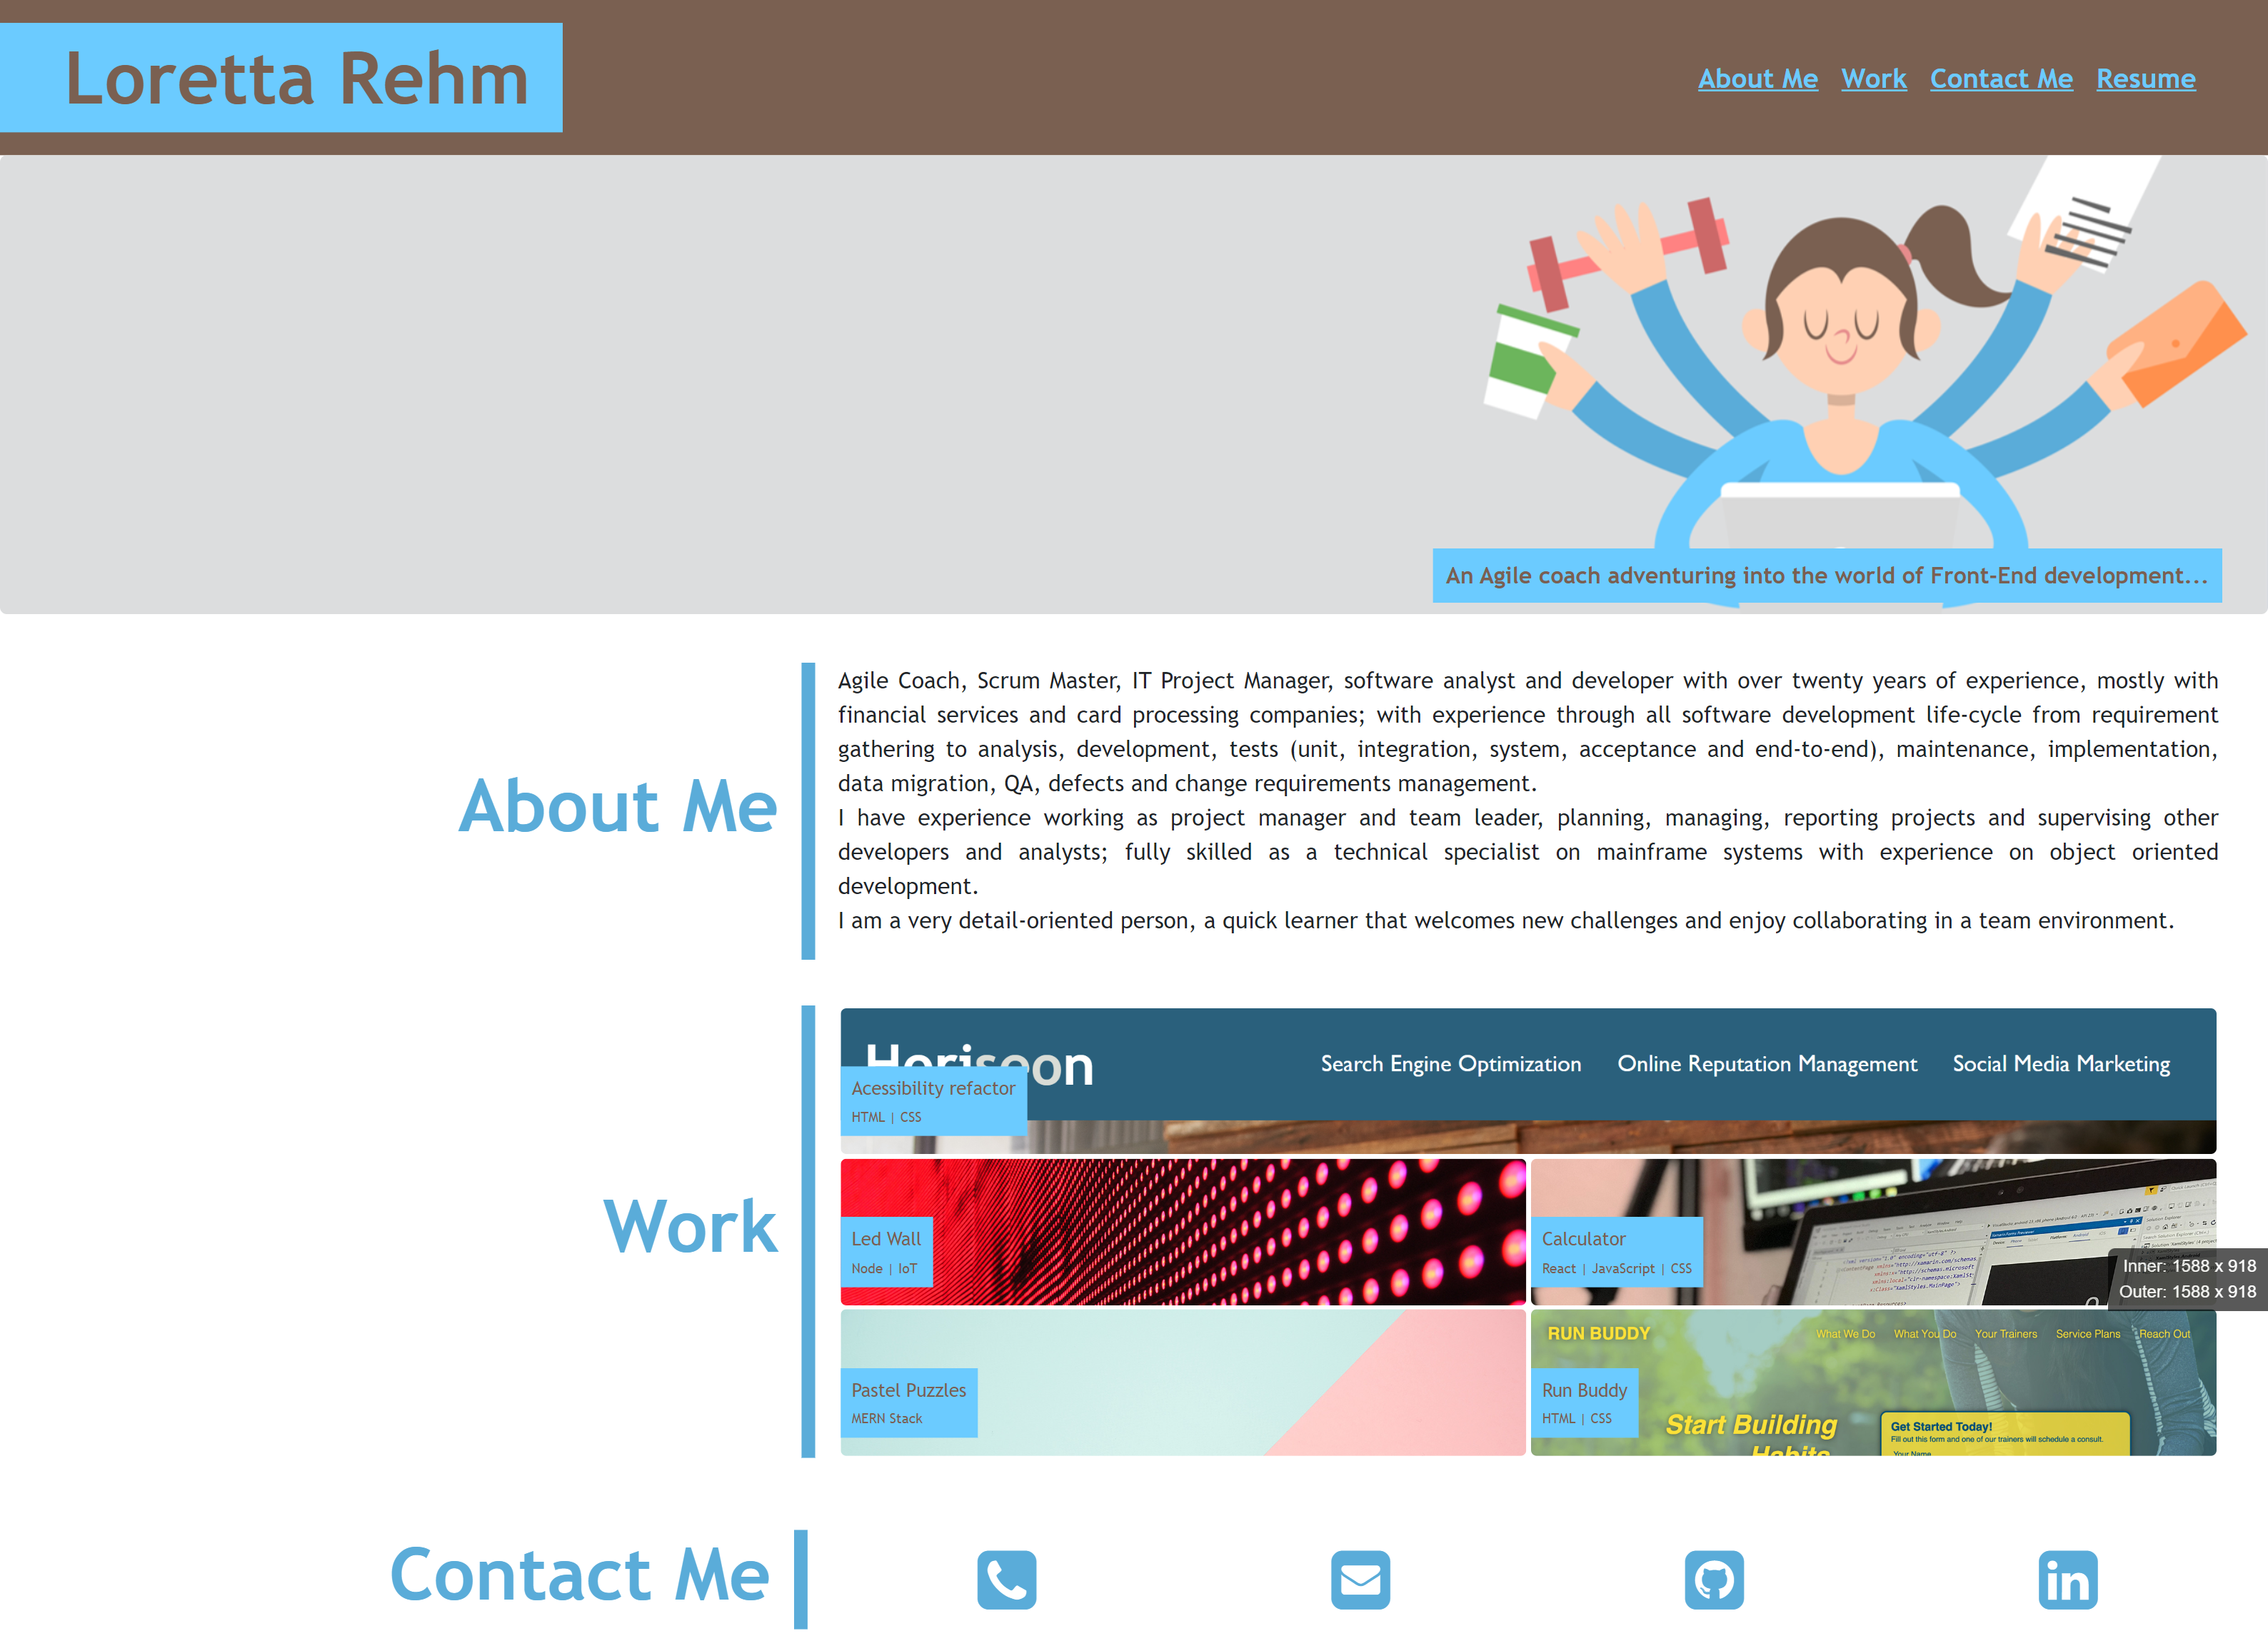 Loretta Rehm
About Me Work Contact Me Resume
An Agile coach adventuring into the world of Front-End development...
About Me
Agile Coach, Scrum Master, IT Project Manager, software analyst and developer with over twenty years of experience, mostly with
financial services and card processing companies; with experience through all software development life-cycle from requirement
gathering to analysis, development, tests (unit, integration, system, acceptance and end-to-end), maintenance, implementation,
data migration, QA, defects and change requirements management.
I have experience working as project manager and team leader, planning, managing, reporting projects and supervising other
developers and analysts; fully skilled as a technical specialist on mainframe systems with experience on object oriented
development.
I am a very detail-oriented person, a quick learner that welcomes new challenges and enjoy collaborating in a team environment.
Work
Horiseon
Search Engine Optimization Online Reputation Management Social Media Marketing
Acessibility refactor
HTML | CSS
Led Wall
Node | IoT
Calculator
React | JavaScript | CSS
Inner: 1588 x 918
Outer: 1588 x 918
Pastel Puzzles
MERN Stack
RUN BUDDY
What We Do What You Do Your Trainers Service Plans Reach Out
Run Buddy
HTML | CSS
Start Building
Habits
Get Started Today!
Fill out this form and one of our trainers will schedule a consult.
Your Name
Contact Me
in